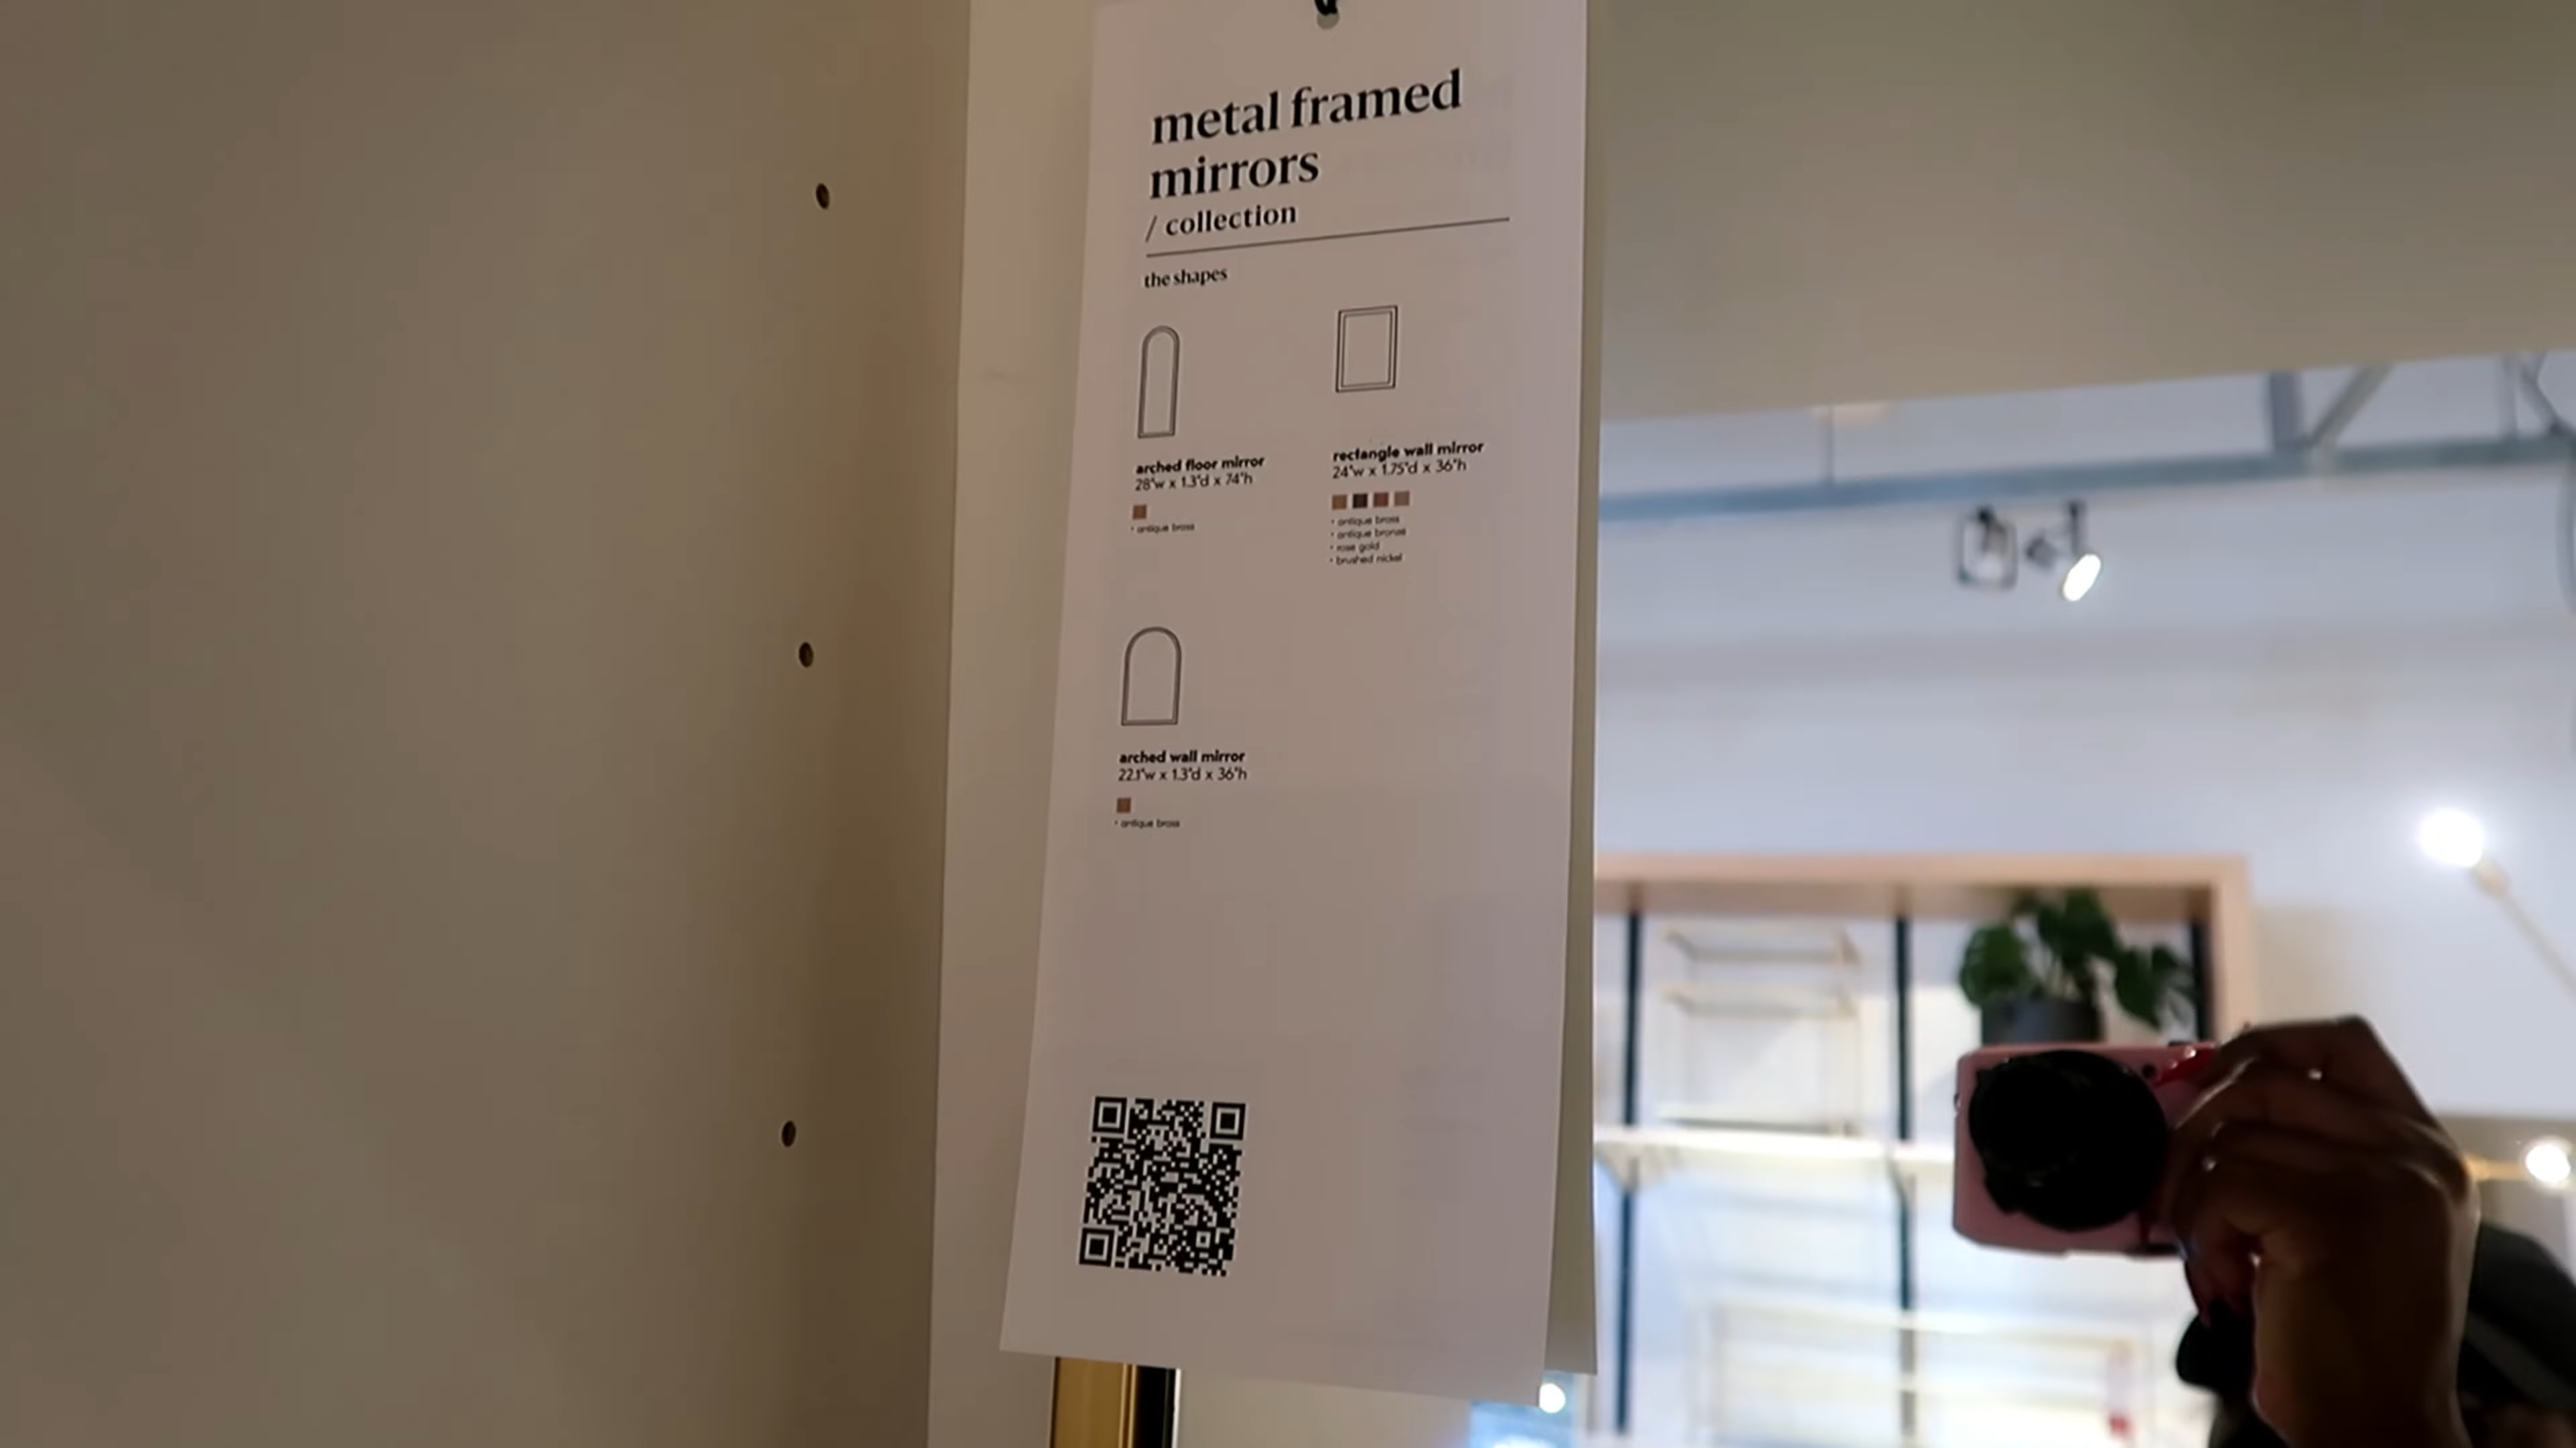 metal framed
mirrors
/ collection
the shapes
arched floor mirror
28"w x 1.3"d x 74"h
• antique brass
rectangle wall mirror
24"w x 1.75"d x 36"h
• antique brass
• antique bronze
• rose gold
• brushed nickel
arched wall mirror
22.1"w x 1.3"d x 36"h
• antique brass